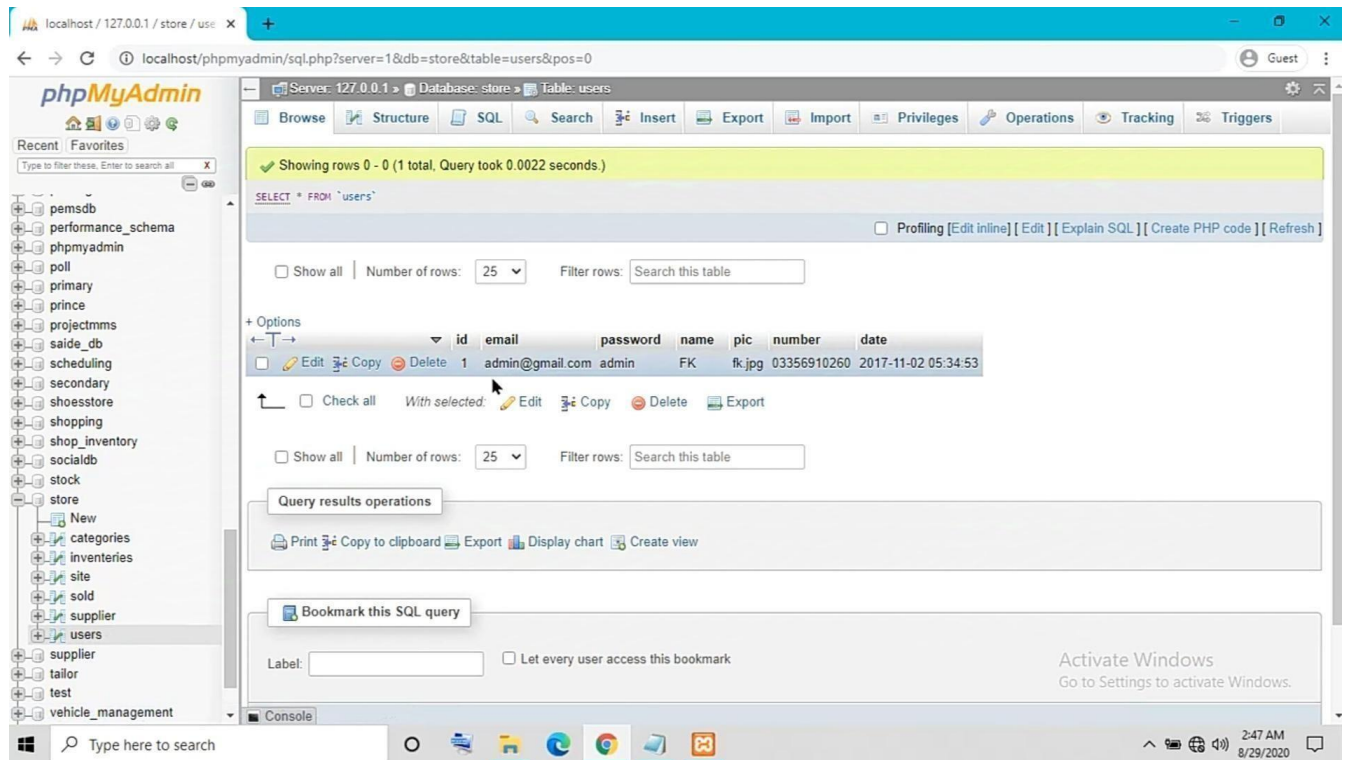 localhost / 127.0.0.1 / store / use
localhost/phpmyadmin/sql.php?server=1&db=store&table=users&pos=0
Guest
phpMyAdmin
Recent Favorites
Type to filter these, Enter to search all X
pemsdb
performance_schema
phpmyadmin
poll
primary
prince
projectmms
saide_db
scheduling
secondary
shoesstore
shopping
shop_inventory
socialdb
stock
store
New
categories
inventeries
site
sold
supplier
users
supplier
tailor
test
vehicle_management
Server: 127.0.0.1 » Database: store » Table: users
Browse Structure SQL Search Insert Export Import Privileges Operations Tracking Triggers
Showing rows 0 - 0 (1 total, Query took 0.0022 seconds.)
SELECT * FROM `users`
Profiling [Edit inline] [ Edit ] [ Explain SQL ] [ Create PHP code ] [ Refresh ]
Show all Number of rows: 25 Filter rows: Search this table
+ Options
id email password name pic number date
Edit Copy Delete 1 admin@gmail.com admin FK fk.jpg 03356910260 2017-11-02 05:34:53
Check all With selected: Edit Copy Delete Export
Show all Number of rows: 25 Filter rows: Search this table
Query results operations
Print Copy to clipboard Export Display chart Create view
Bookmark this SQL query
Label: Let every user access this bookmark
Activate Windows
Go to Settings to activate Windows.
Console
Type here to search
2:47 AM
8/29/2020